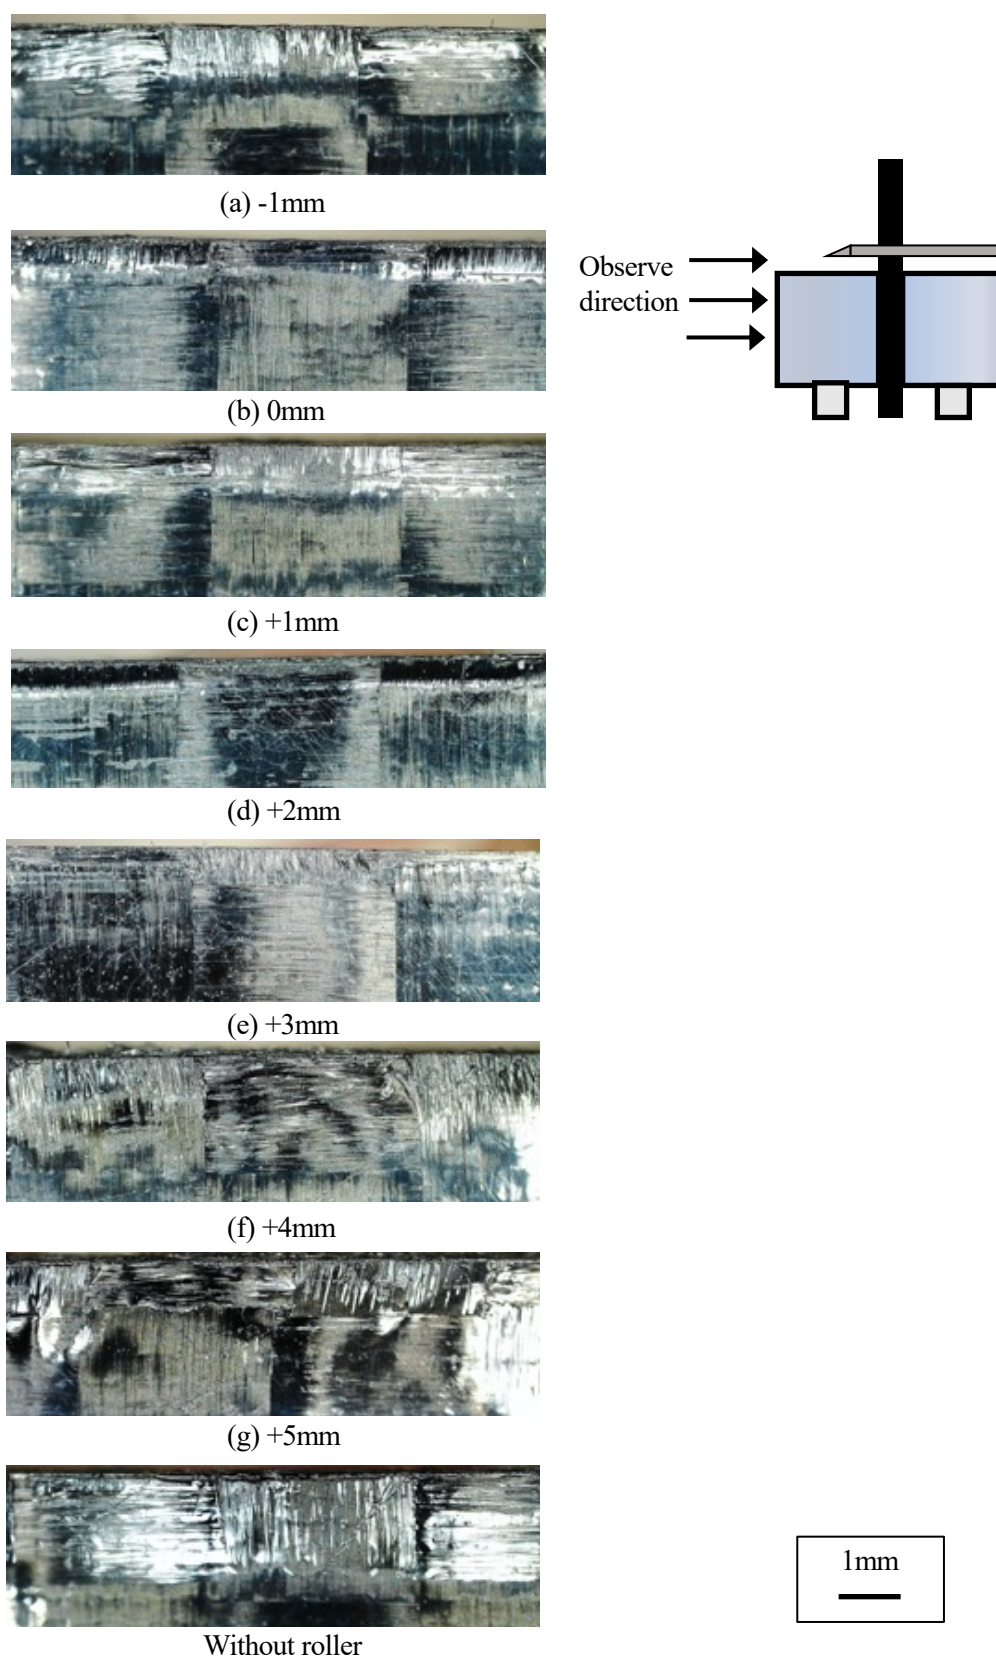 (a) -1mm
Observe
direction
(b) 0mm
(c) +1mm
(d) +2mm
(e) +3mm
(f) +4mm
(g) +5mm
1mm
Without roller